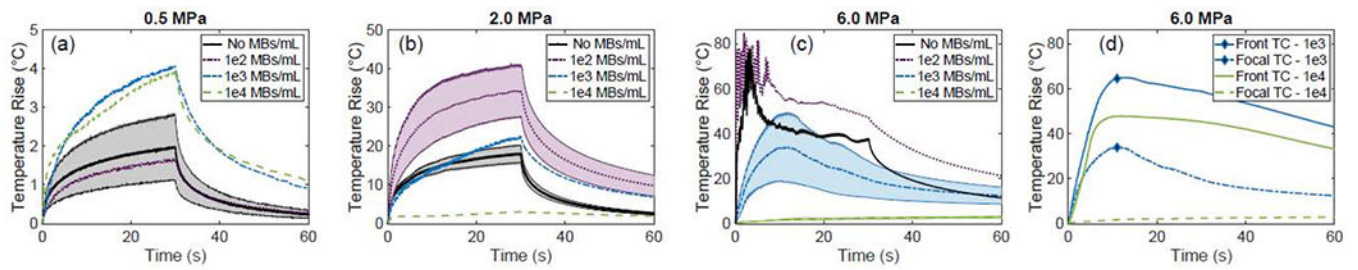 0.5 MPa
(a)
Temperature Rise (°C)
5
4
3
2
1
0
No MBs/mL
1e2 MBs/mL
1e3 MBs/mL
1e4 MBs/mL
0 20 40 60
Time (s)
2.0 MPa
(b)
Temperature Rise (°C)
50
40
30
20
10
0
No MBs/mL
1e2 MBs/mL
1e3 MBs/mL
1e4 MBs/mL
0 20 40 60
Time (s)
6.0 MPa
(c)
Temperature Rise (°C)
80
60
40
20
0
No MBs/mL
1e2 MBs/mL
1e3 MBs/mL
1e4 MBs/mL
0 20 40 60
Time (s)
6.0 MPa
(d)
Temperature Rise (°C)
80
60
40
20
0
Front TC - 1e3
Focal TC - 1e3
Front TC - 1e4
Focal TC - 1e4
0 20 40 60
Time (s)